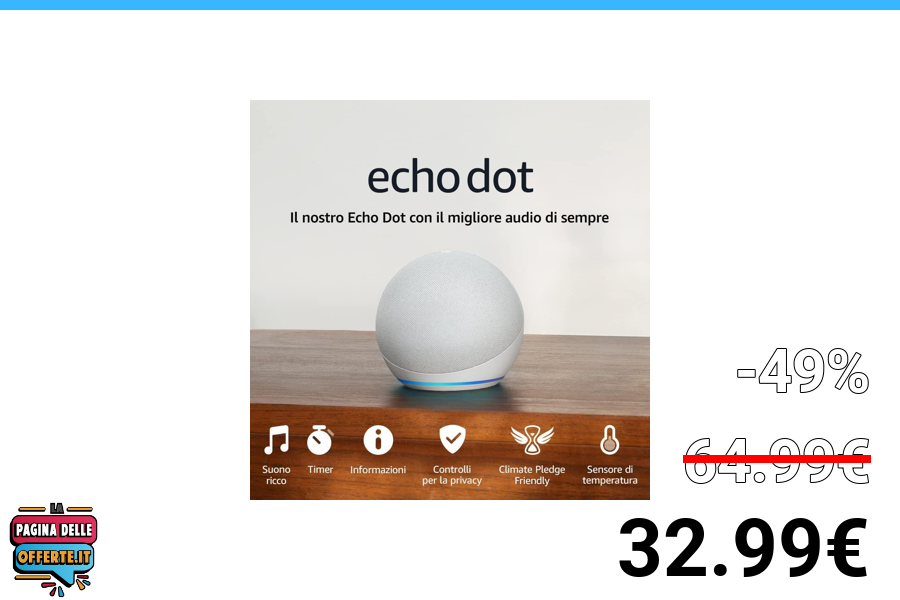 echo dot
Il nostro Echo Dot con il migliore audio di sempre
-49%
64.99€
32.99€
Suono
ricco
Timer
Informazioni
Controlli
per la privacy
Climate Pledge
Friendly
Sensore di
temperatura
LA
PAGINA DELLE
OFFERTE.IT